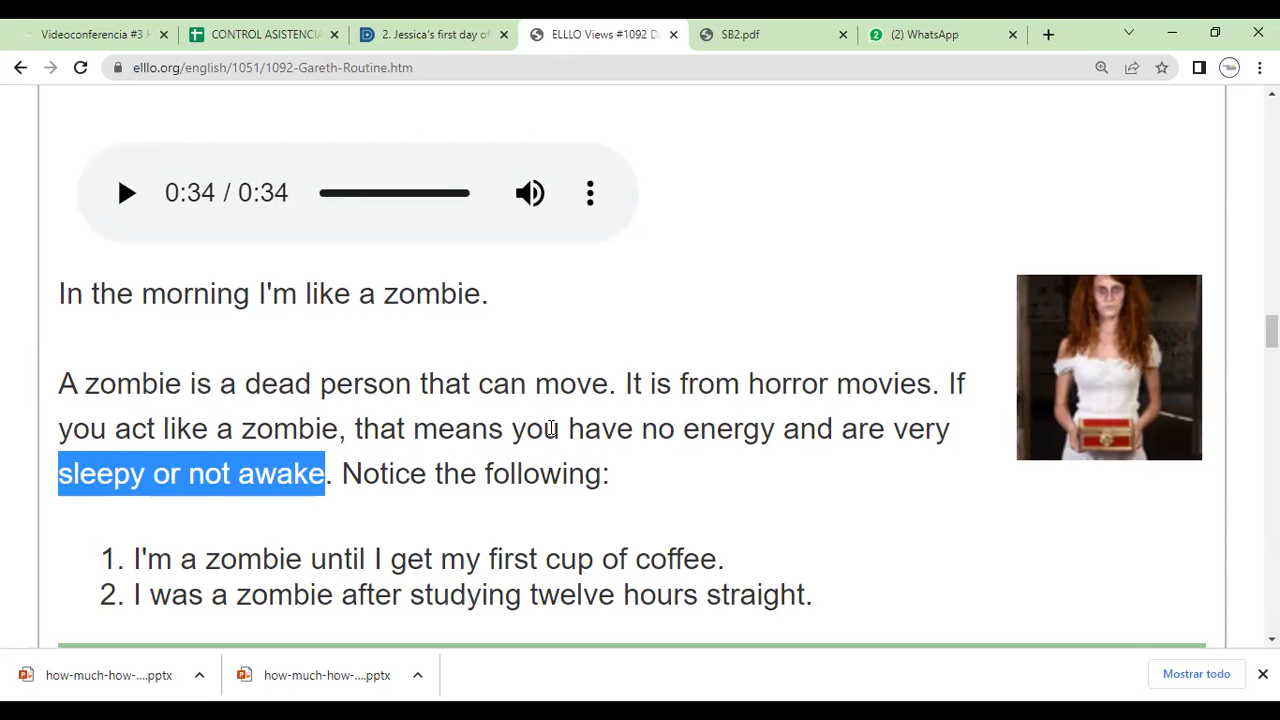 Videoconferencia #3 H
CONTROL ASISTENCIA
2. Jessica's first day of
ELLLO Views #1092 Da
SB2.pdf
(2) WhatsApp
elllo.org/english/1051/1092-Gareth-Routine.htm
0:34 / 0:34
In the morning I'm like a zombie.
A zombie is a dead person that can move. It is from horror movies. If
you act like a zombie, that means you have no energy and are very
sleepy or not awake. Notice the following:
1. I'm a zombie until I get my first cup of coffee.
2. I was a zombie after studying twelve hours straight.
how-much-how-....pptx
how-much-how-....pptx
Mostrar todo